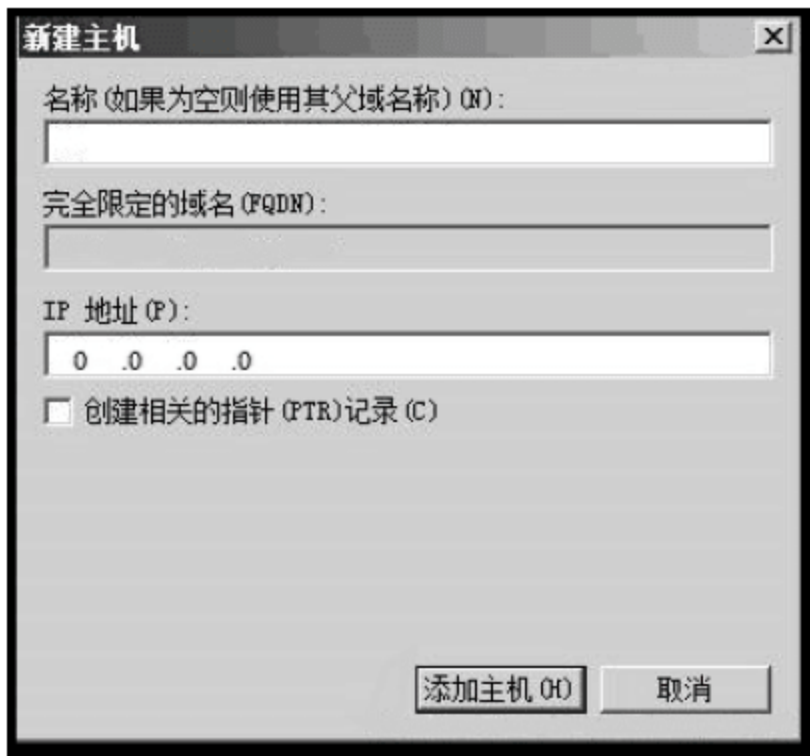 新建主机
名称(如果为空则使用其父域名称)(N):
完全限定的域名(FQDN):
IP 地址(P):
0 .0 .0 .0
创建相关的指针(PTR)记录(C)
添加主机(H) 取消